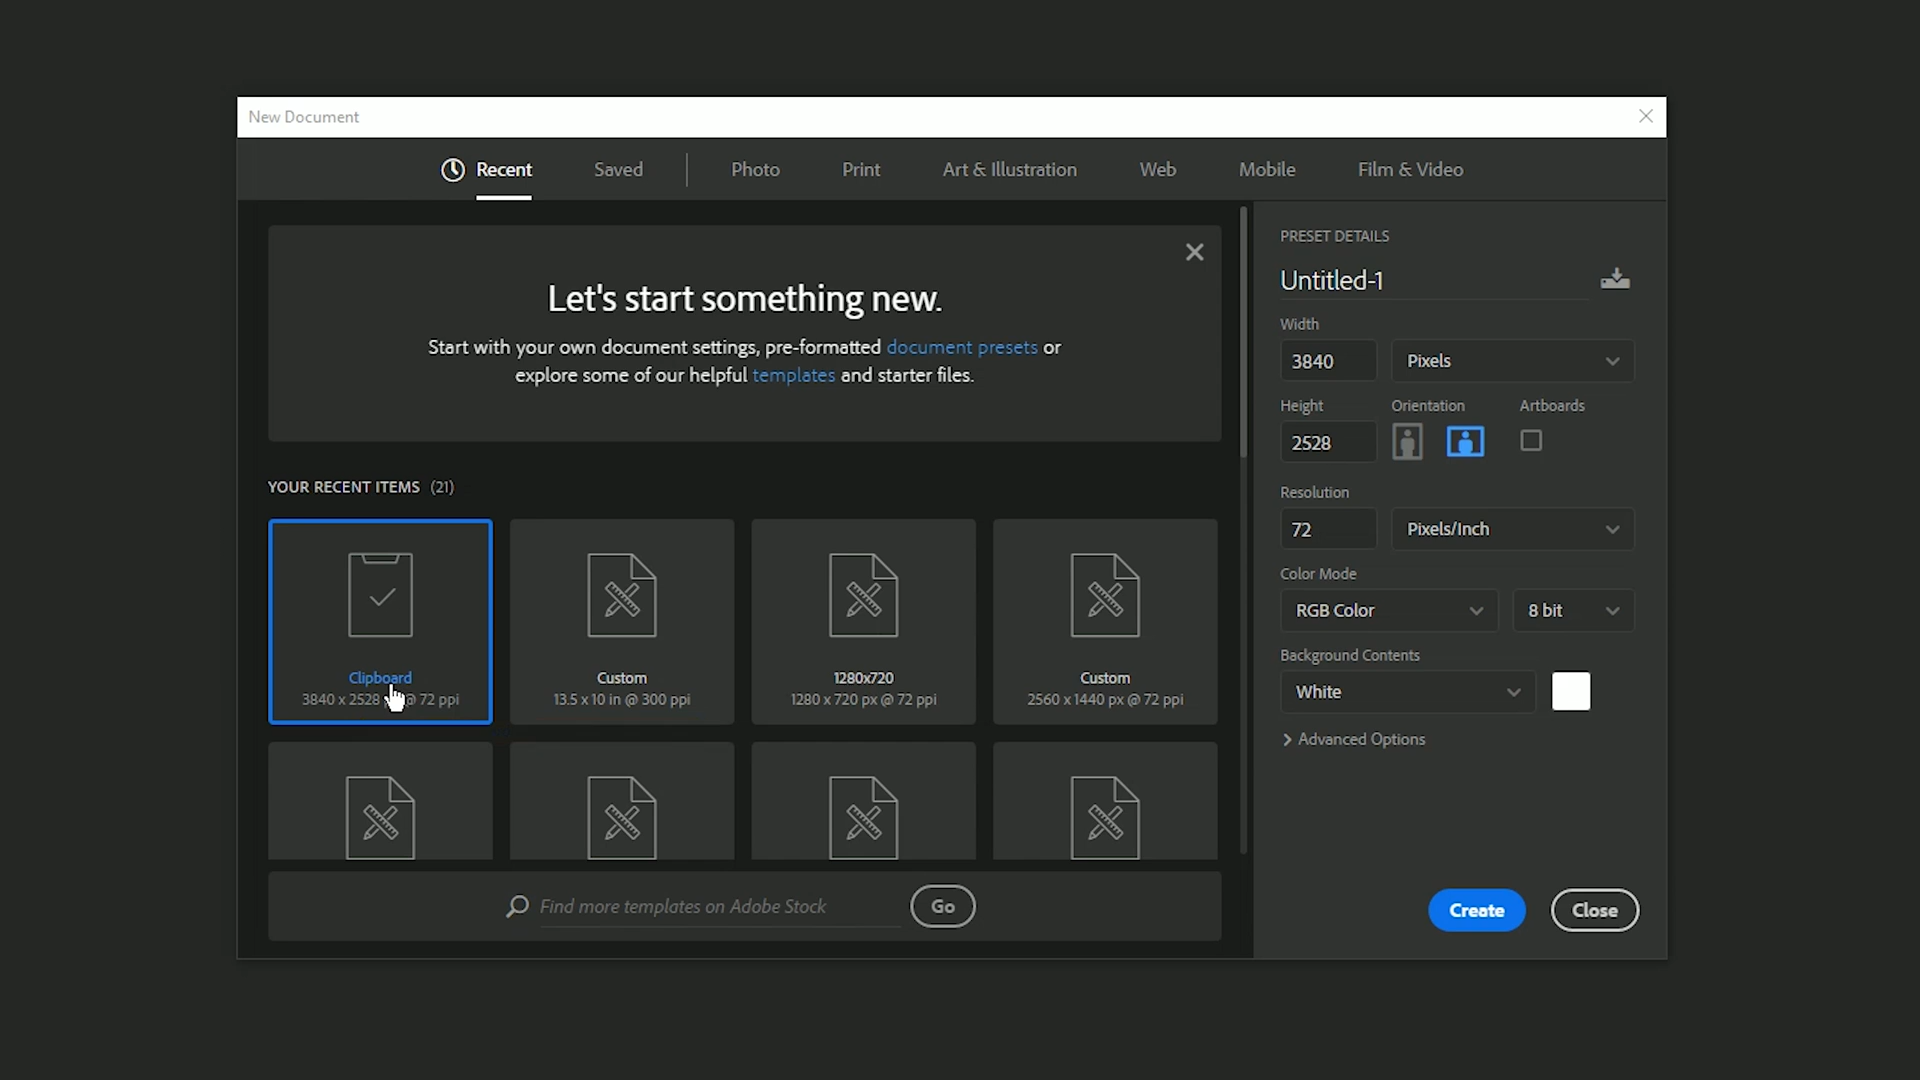 New Document
Recent Saved Photo Print Art & Illustration Web Mobile Film & Video
Let's start something new.
Start with your own document settings, pre-formatted document presets or
explore some of our helpful templates and starter files.
YOUR RECENT ITEMS (21)
Clipboard
3840 x 2528 @ 72 ppi
Custom
13.5 x 10 in @ 300 ppi
1280x720
1280 x 720 px @ 72 ppi
Custom
2560 x 1440 px @ 72 ppi
Find more templates on Adobe Stock
Go
PRESET DETAILS
Untitled-1
Width
3840 Pixels
Height Orientation Artboards
2528
Resolution
72 Pixels/Inch
Color Mode
RGB Color 8 bit
Background Contents
White
Advanced Options
Create Close